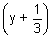 (y + 1/3)